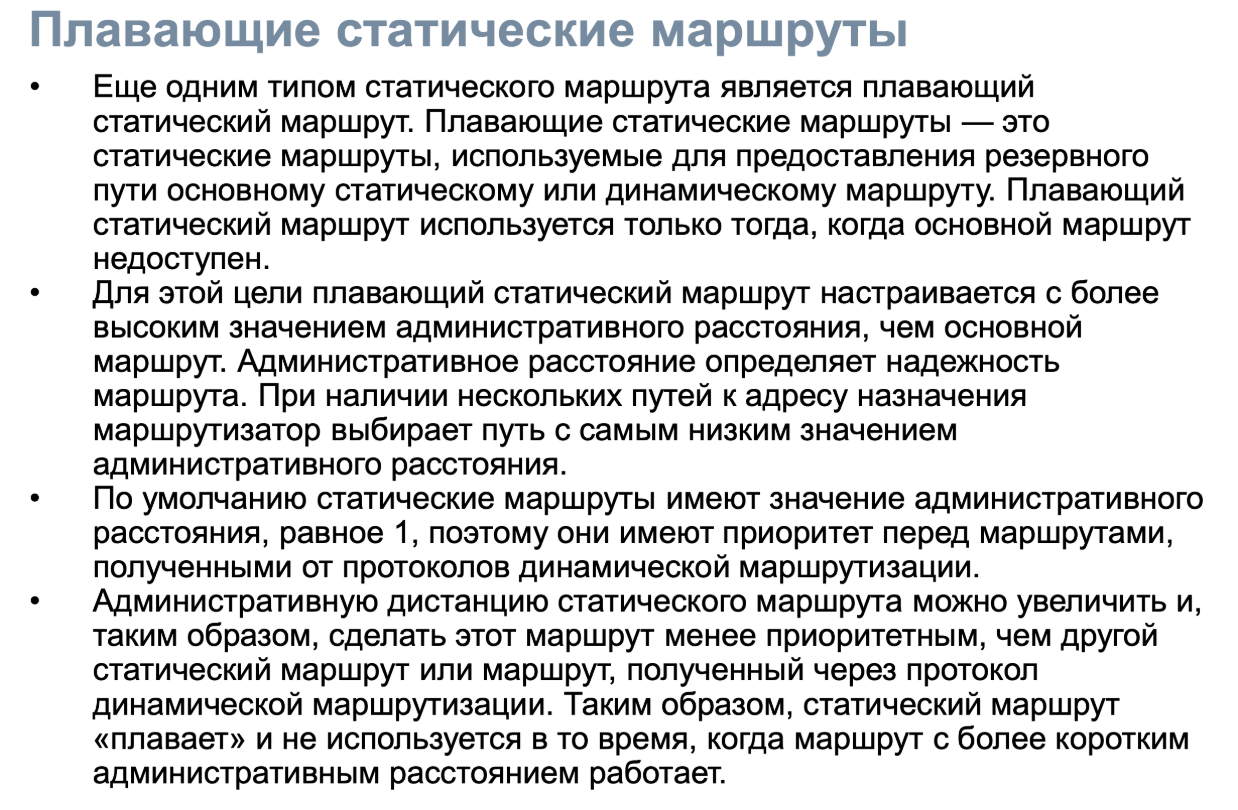 Плавающие статические маршруты
• Еще одним типом статического маршрута является плавающий
статический маршрут. Плавающие статические маршруты — это
статические маршруты, используемые для предоставления резервного
пути основному статическому или динамическому маршруту. Плавающий
статический маршрут используется только тогда, когда основной маршрут
недоступен.
• Для этой цели плавающий статический маршрут настраивается с более
высоким значением административного расстояния, чем основной
маршрут. Административное расстояние определяет надежность
маршрута. При наличии нескольких путей к адресу назначения
маршрутизатор выбирает путь с самым низким значением
административного расстояния.
• По умолчанию статические маршруты имеют значение административного
расстояния, равное 1, поэтому они имеют приоритет перед маршрутами,
полученными от протоколов динамической маршрутизации.
• Административную дистанцию статического маршрута можно увеличить и,
таким образом, сделать этот маршрут менее приоритетным, чем другой
статический маршрут или маршрут, полученный через протокол
динамической маршрутизации. Таким образом, статический маршрут
«плавает» и не используется в то время, когда маршрут с более коротким
административным расстоянием работает.